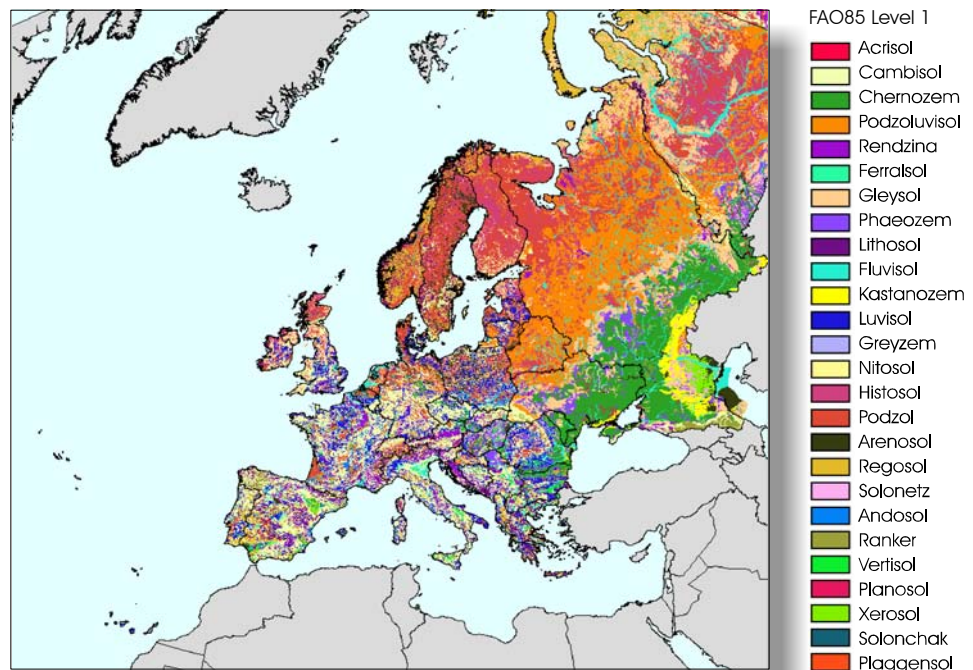 FAO85 Level 1
Acrisol
Cambisol
Chernozem
Podzoluvisol
Rendzina
Ferralsol
Gleysol
Phaeozem
Lithosol
Fluvisol
Kastanozem
Luvisol
Greyzem
Nitosol
Histosol
Podzol
Arenosol
Regosol
Solonetz
Andosol
Ranker
Vertisol
Planosol
Xerosol
Solonchak
Plaggensol